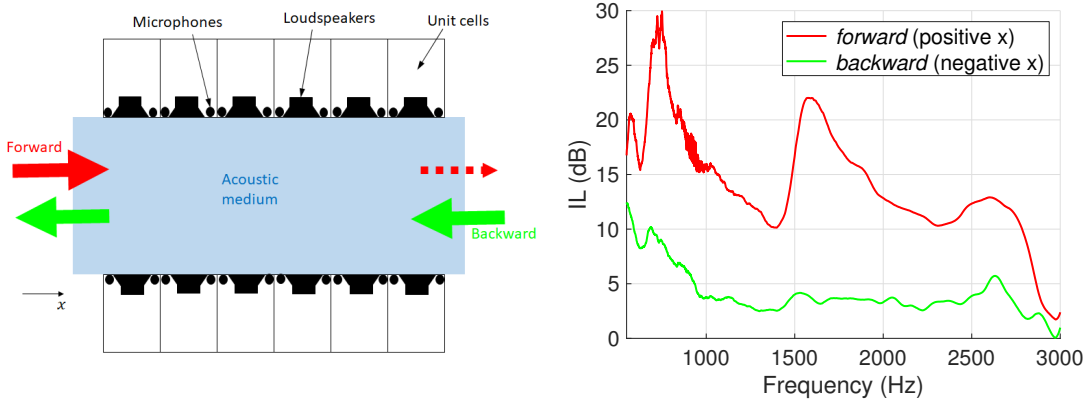 Microphones
Loudspeakers
Unit cells
Forward
Acoustic
medium
Backward
x
30
25
20
15
10
5
0
IL (dB)
forward (positive x)
backward (negative x)
1000
1500
2000
2500
3000
Frequency (Hz)